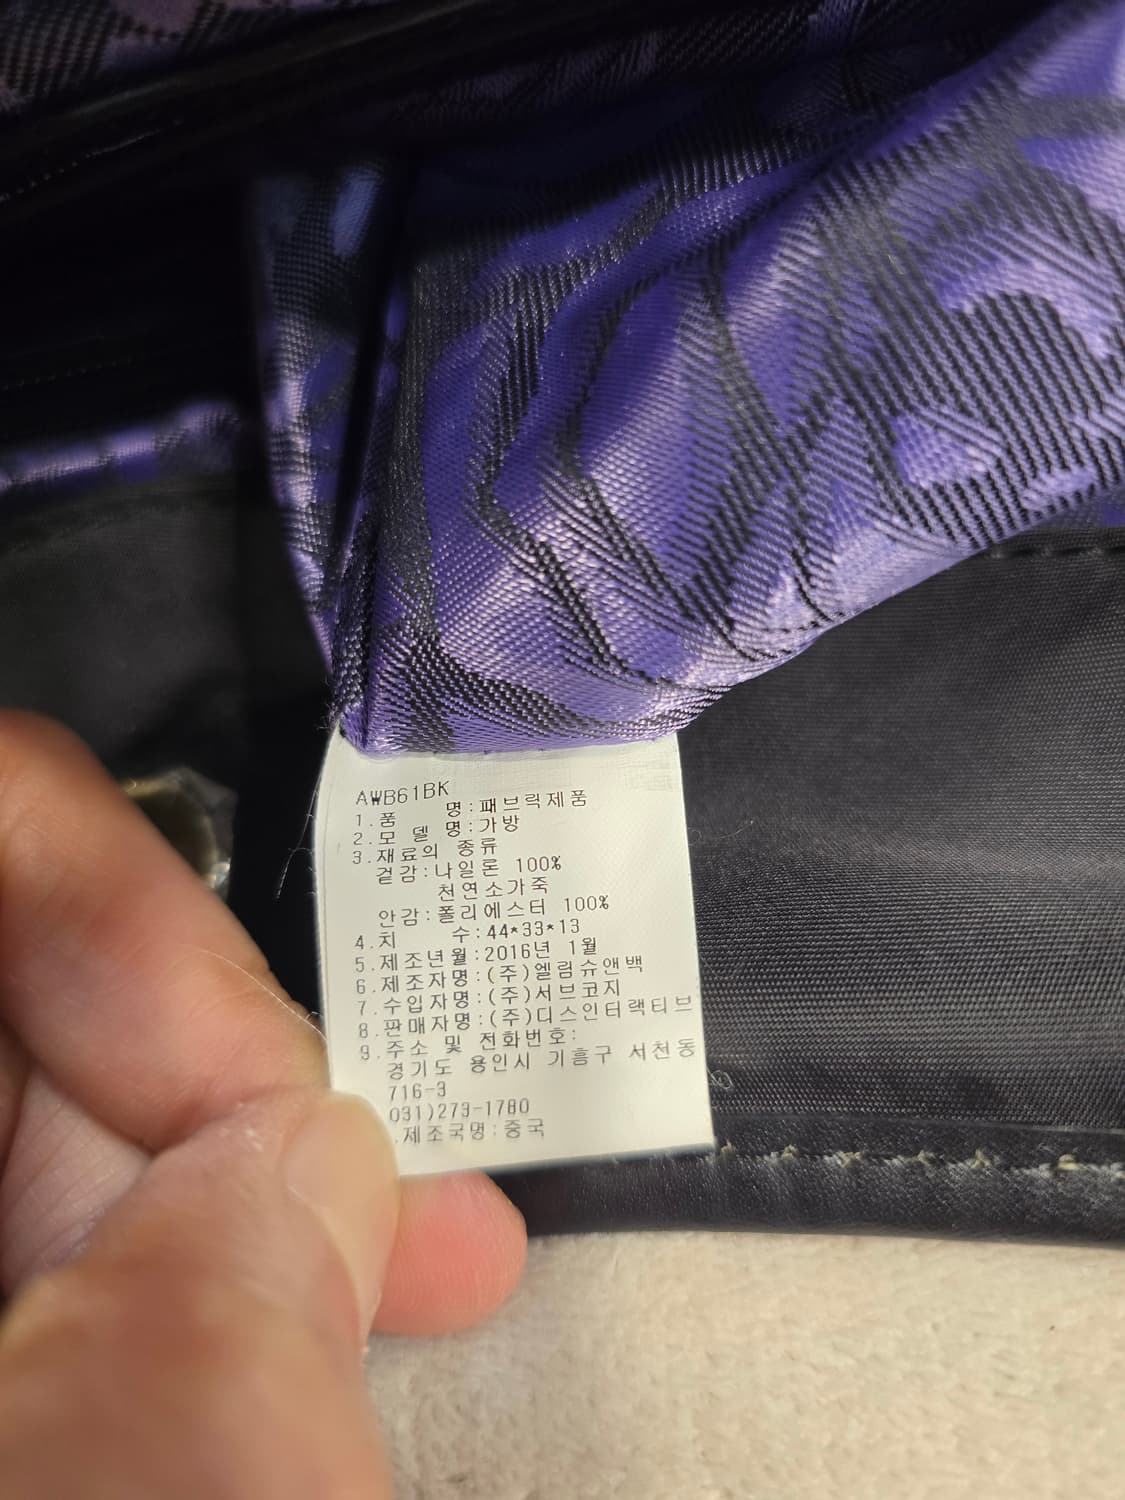 AWB61BK
1.품 명:패브릭제품
2.모 델 명:가방
3.재료의 종류
겉감:나일론 100%
천연소가죽
안감:폴리에스터 100%
4.치 수:44*33*13
5.제조년월:2016년 1월
6.제조자명:(주)엘림슈앤백
7.수입자명:(주)서브코지
8.판매자명:(주)디스인터랙티브
9.주소 및 전화번호:
경기도 용인시 기흥구 서천동
716-3
031)273-1780
.제조국명:중국